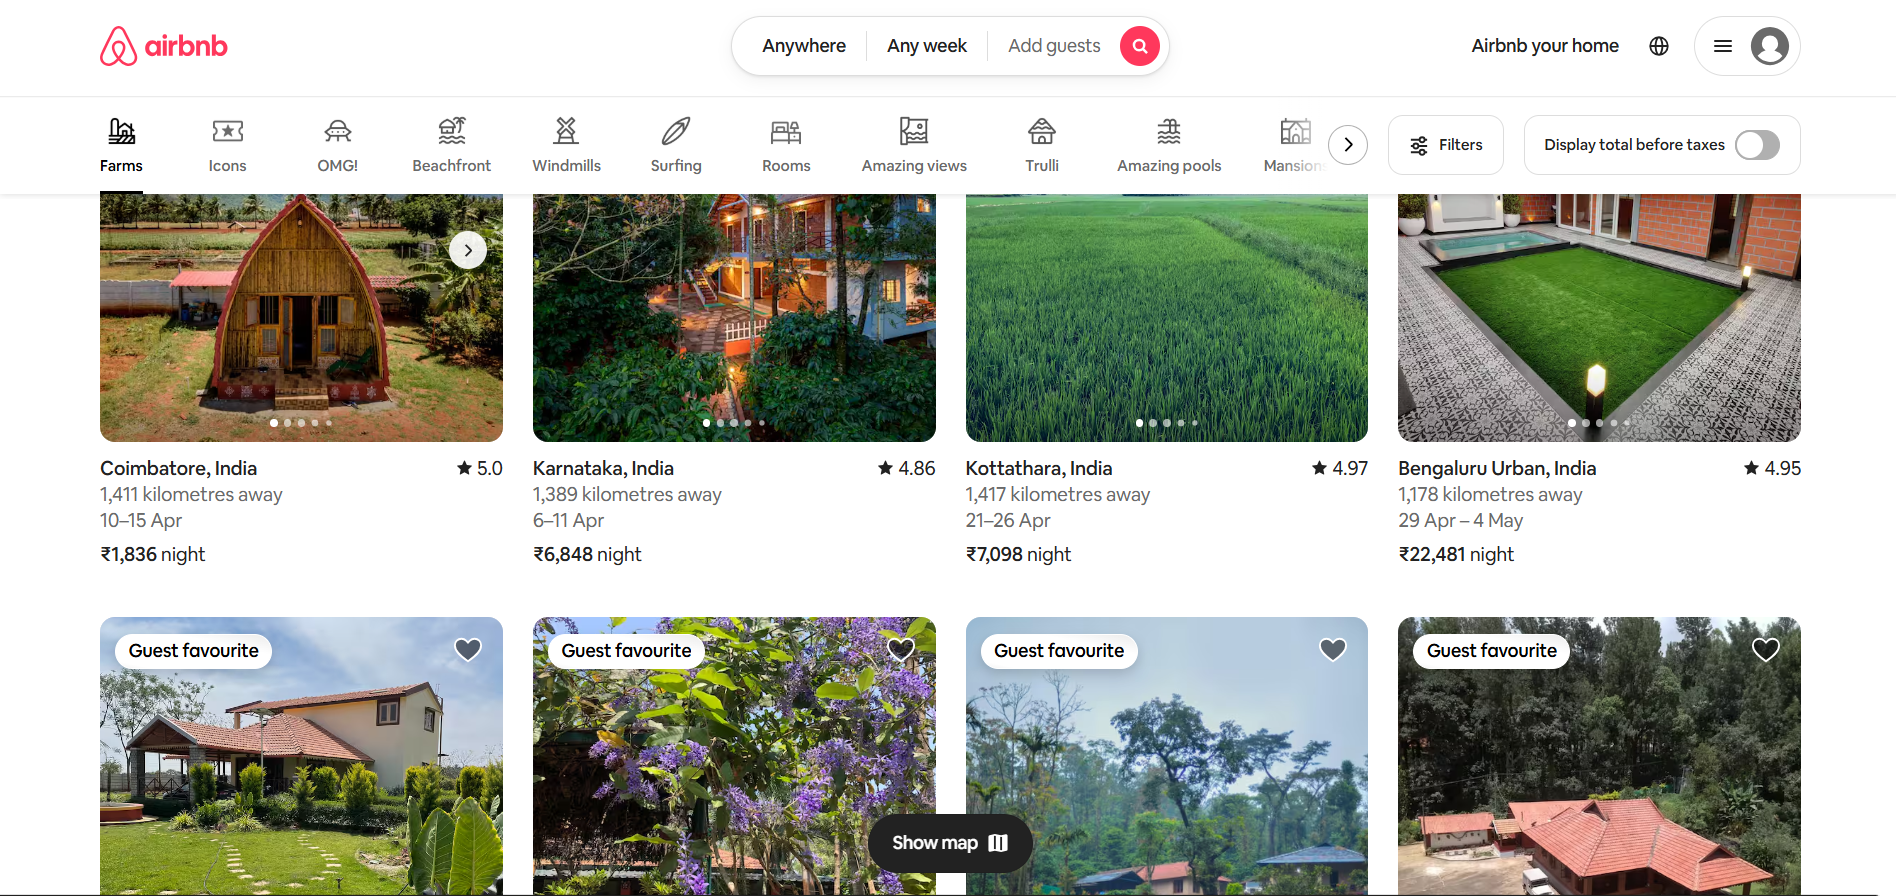 airbnb
Anywhere
Any week
Add guests
Airbnb your home
Farms
Icons
OMG!
Beachfront
Windmills
Surfing
Rooms
Amazing views
Trulli
Amazing pools
Mansions
Filters
Display total before taxes
Coimbatore, India
★ 5.0
1,411 kilometres away
10–15 Apr
₹1,836 night
Karnataka, India
★ 4.86
1,389 kilometres away
6–11 Apr
₹6,848 night
Kottathara, India
★ 4.97
1,417 kilometres away
21–26 Apr
₹7,098 night
Bengaluru Urban, India
★ 4.95
1,178 kilometres away
29 Apr – 4 May
₹22,481 night
Guest favourite
Guest favourite
Guest favourite
Guest favourite
Show map